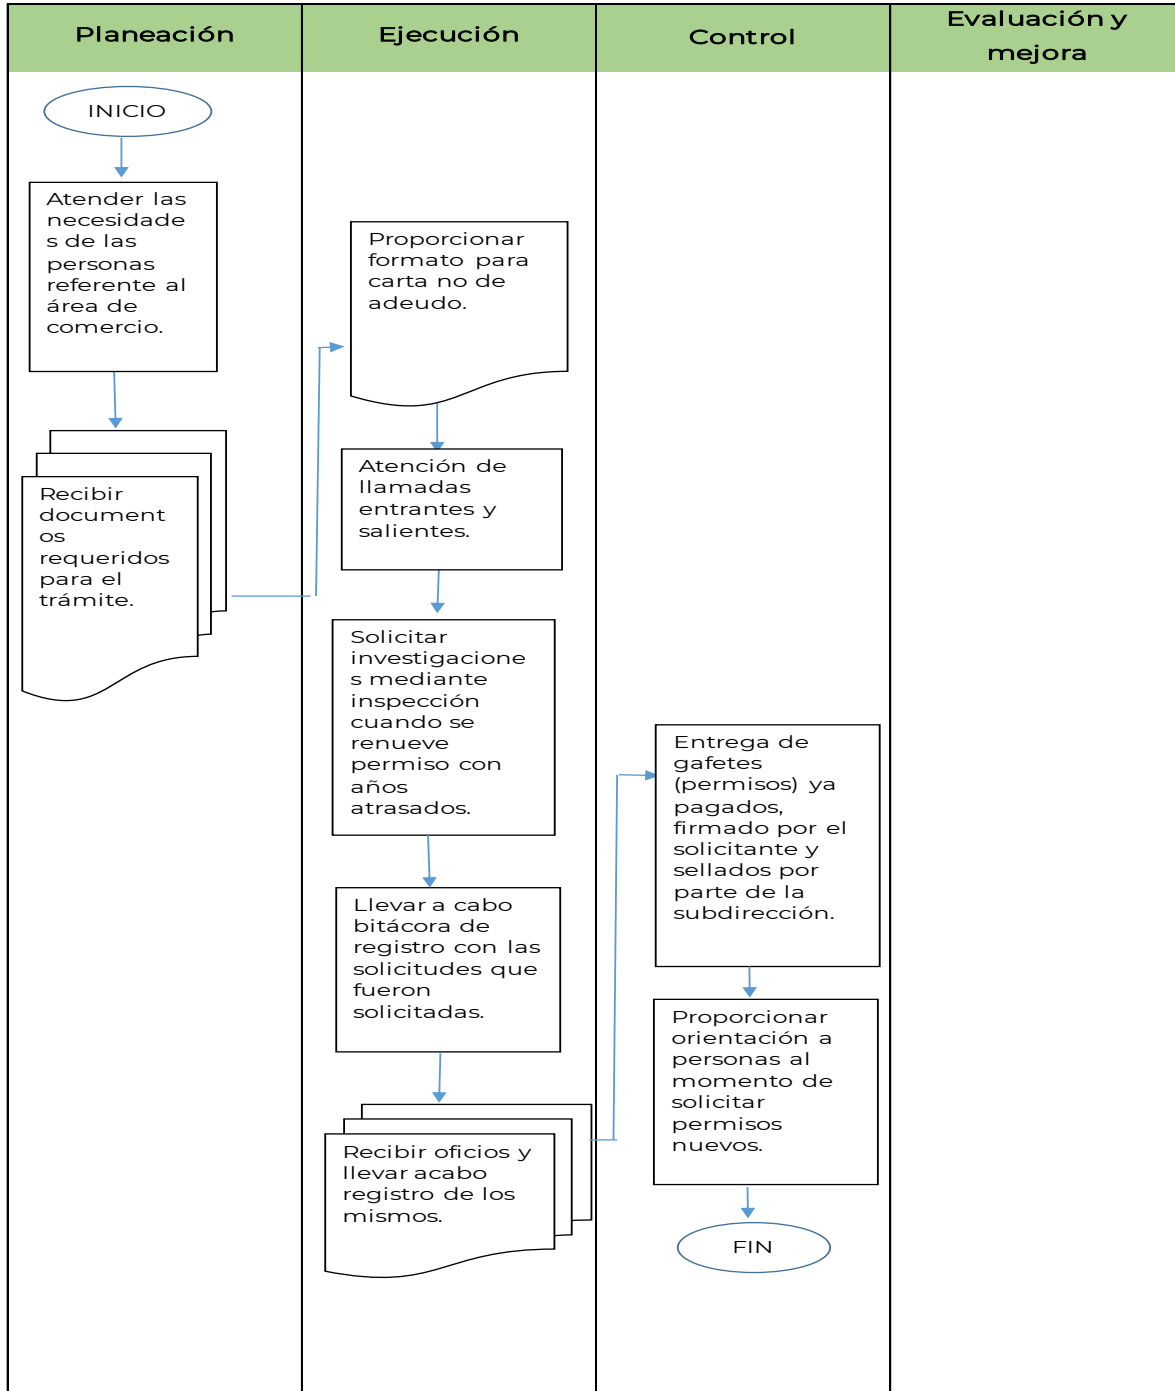 Planeación
Ejecución
Control
Evaluación y
mejora
INICIO
Atender las
necesidade
s de las
personas
referente al
área de
comercio.
Recibir
document
os
requeridos
para el
trámite.
Proporcionar
formato para
carta no de
adeudo.
Atención de
llamadas
entrantes y
salientes.
Solicitar
investigacione
s mediante
inspección
cuando se
renueve
permiso con
años
atrasados.
Llevar a cabo
bitácora de
registro con las
solicitudes que
fueron
solicitadas.
Recibir oficios y
llevar acabo
registro de los
mismos.
Entrega de
gafetes
(permisos) ya
pagados,
firmado por el
solicitante y
sellados por
parte de la
subdirección.
Proporcionar
orientación a
personas al
momento de
solicitar
permisos
nuevos.
FIN